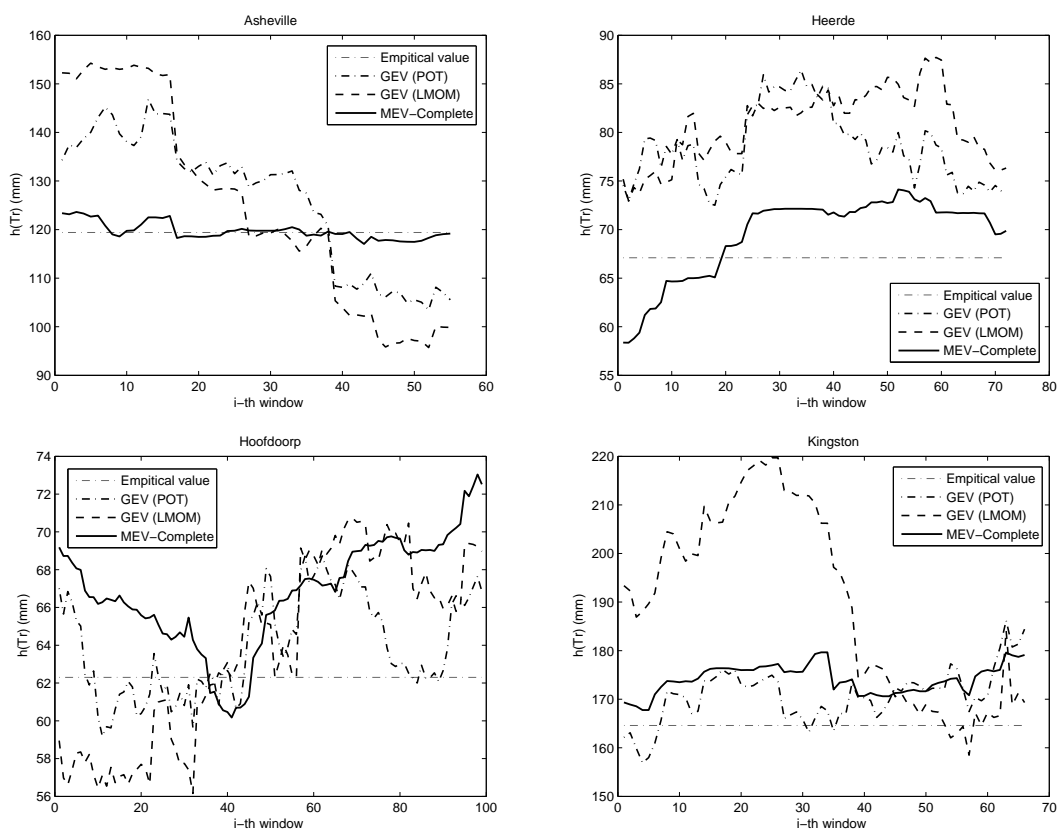 Asheville
160
150
140
130
120
110
100
90
h(Tr) (mm)
0 10 20 30 40 50 60
i−th window
Empitical value
GEV (POT)
GEV (LMOM)
MEV−Complete
Heerde
90
85
80
75
70
65
60
55
h(Tr) (mm)
0 10 20 30 40 50 60 70 80
i−th window
Empitical value
GEV (POT)
GEV (LMOM)
MEV−Complete
Hoofdoorp
74
72
70
68
66
64
62
60
58
56
h(Tr) (mm)
0 20 40 60 80 100
i−th window
Empitical value
GEV (POT)
GEV (LMOM)
MEV−Complete
Kingston
220
210
200
190
180
170
160
150
h(Tr) (mm)
0 10 20 30 40 50 60 70
i−th window
Empitical value
GEV (POT)
GEV (LMOM)
MEV−Complete